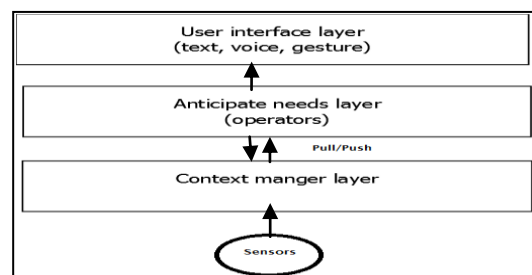 User interface layer
(text, voice, gesture)
Anticipate needs layer
(operators)
Pull/Push
Context manger layer
Sensors